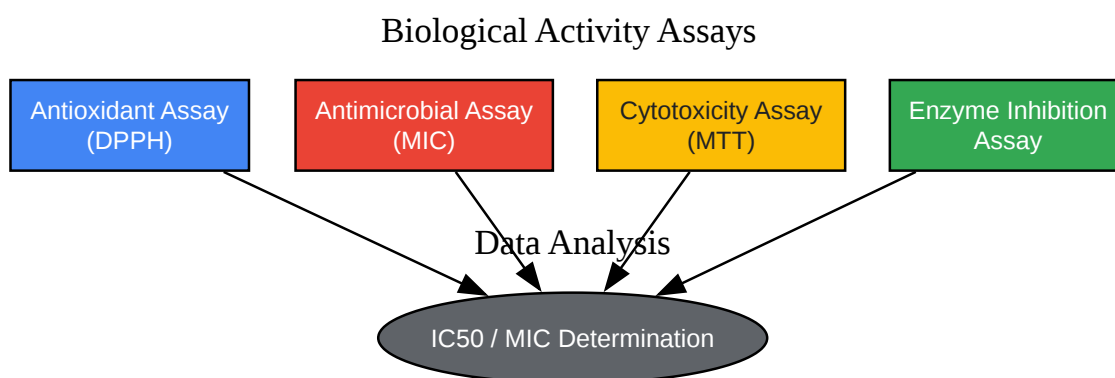 Biological Activity Assays
Antioxidant Assay
(DPPH)
Antimicrobial Assay
(MIC)
Cytotoxicity Assay
(MTT)
Enzyme Inhibition
Assay
Data Analysis
IC50 / MIC Determination